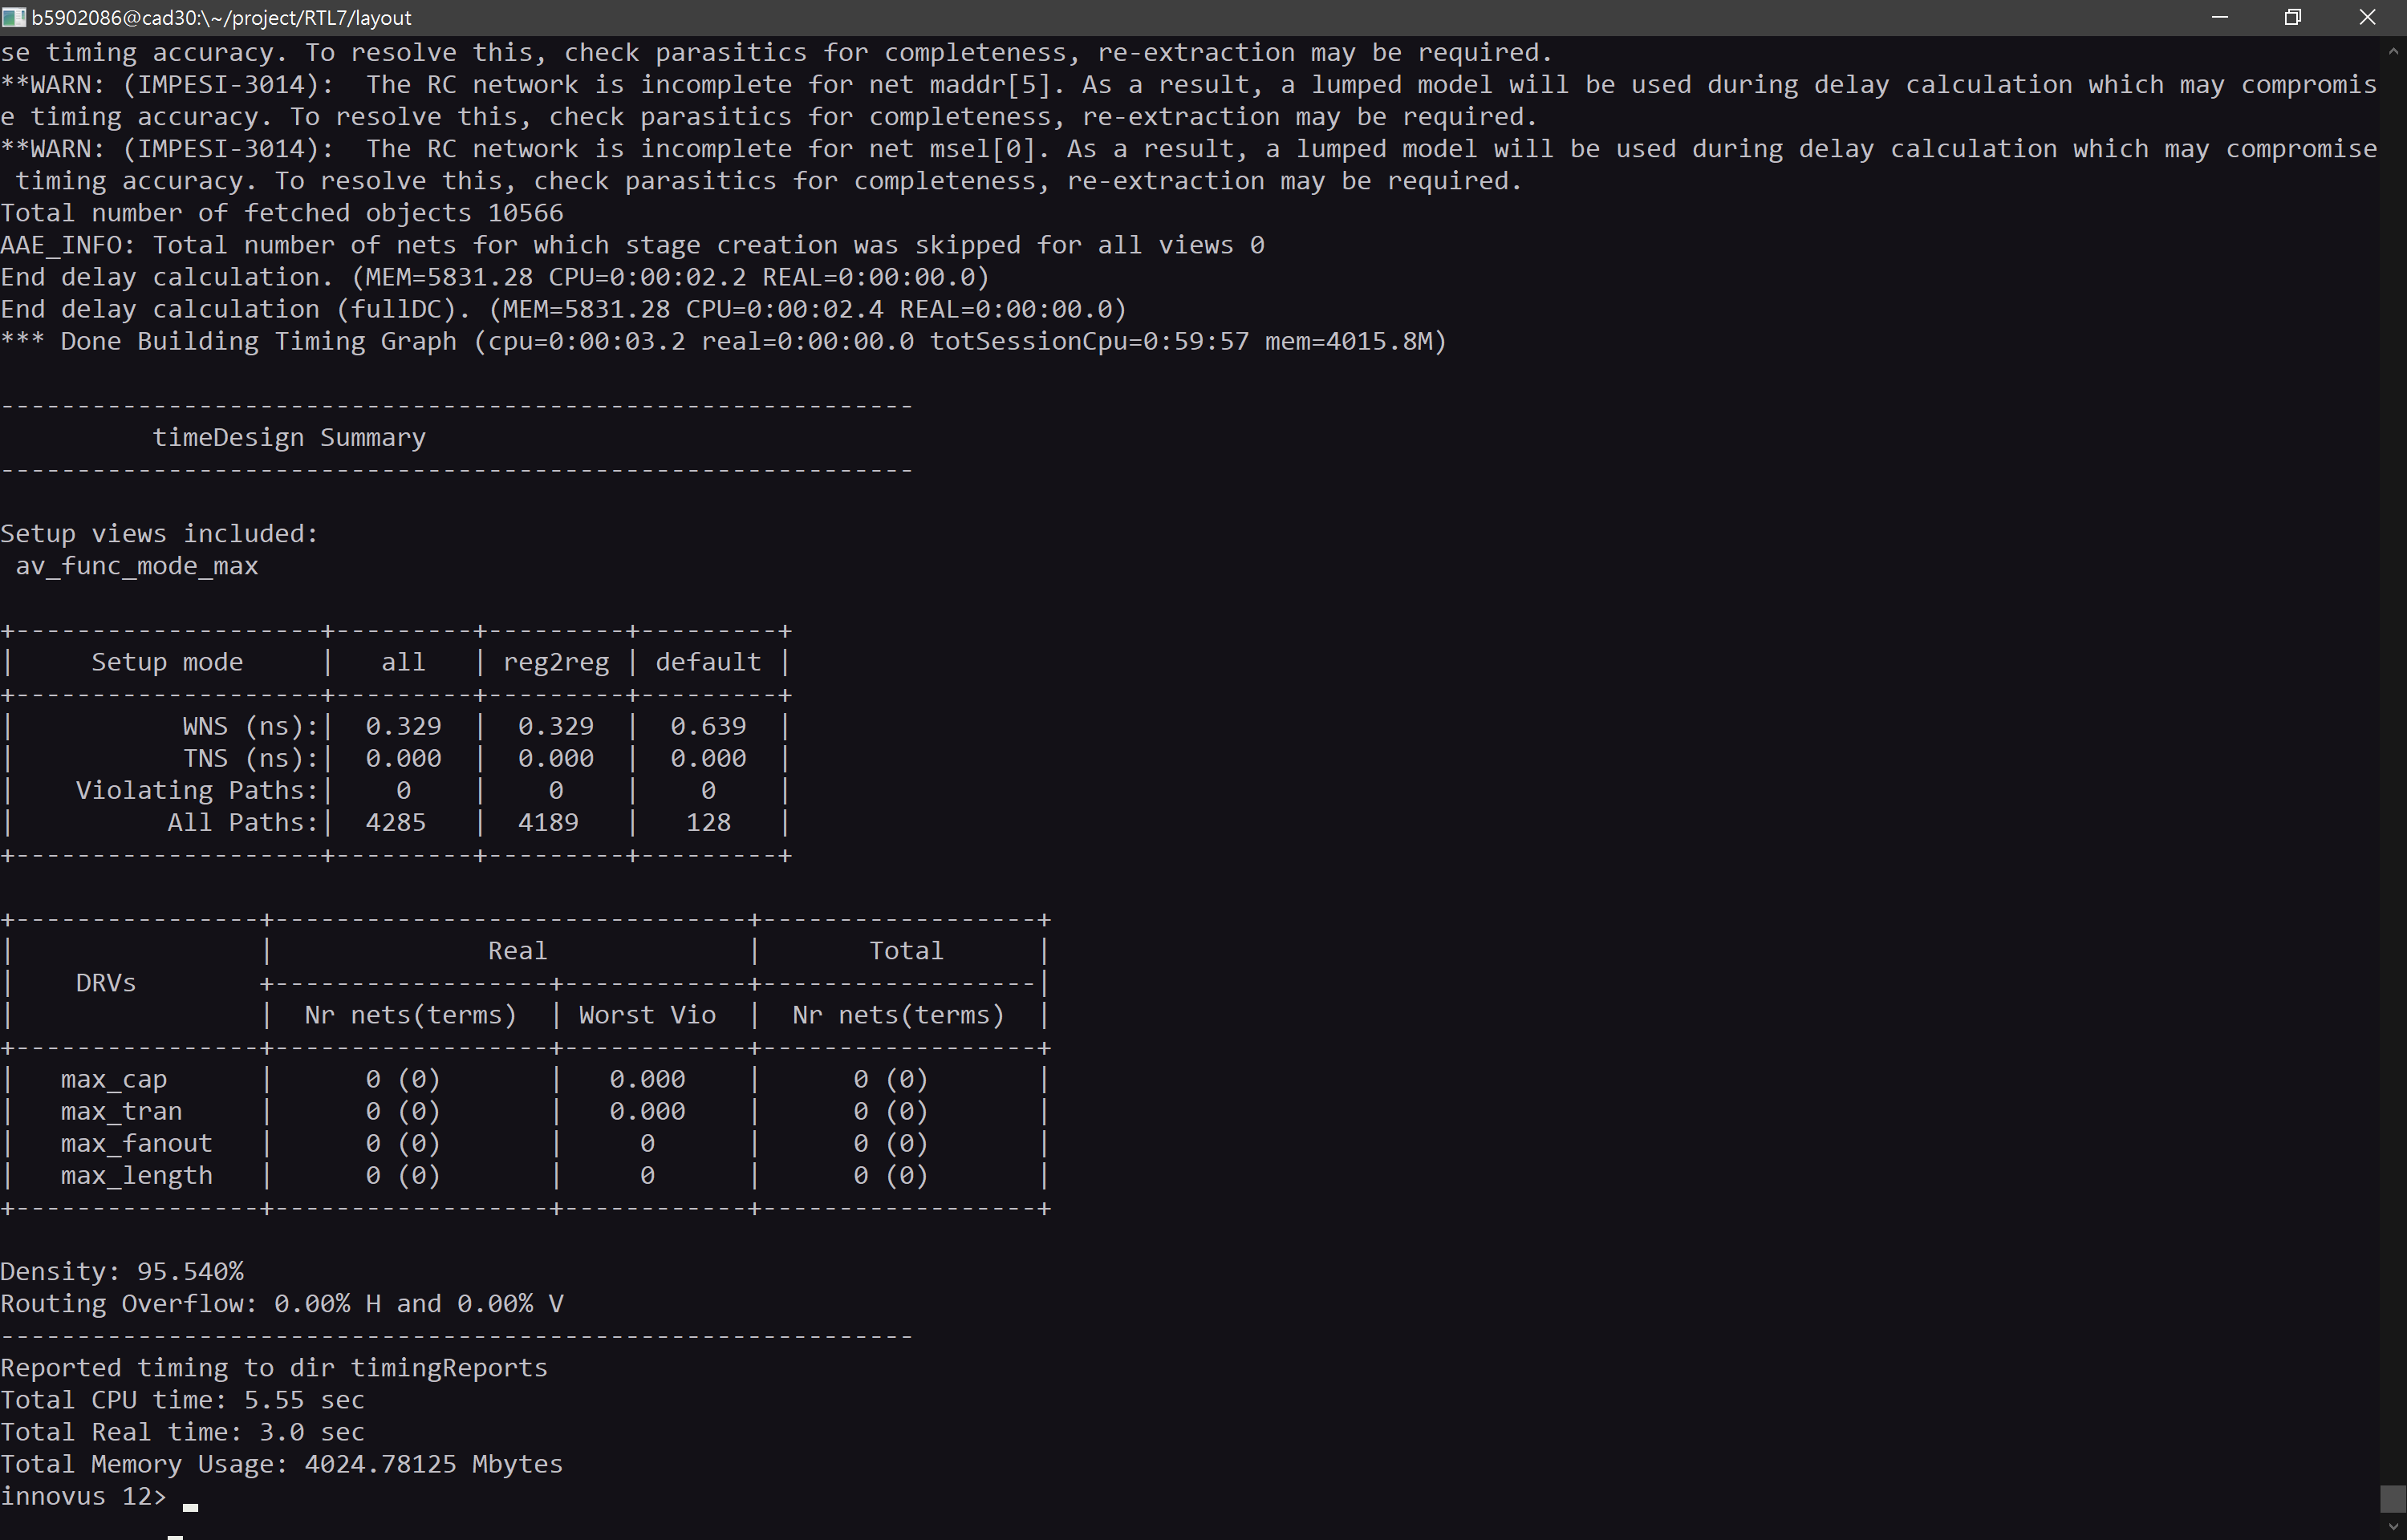 b5902086@cad30:\~/project/RTL7/layout
se timing accuracy. To resolve this, check parasitics for completeness, re-extraction may be required.
**WARN: (IMPESI-3014):  The RC network is incomplete for net maddr[5]. As a result, a lumped model will be used during delay calculation which may compromis
e timing accuracy. To resolve this, check parasitics for completeness, re-extraction may be required.
**WARN: (IMPESI-3014):  The RC network is incomplete for net msel[0]. As a result, a lumped model will be used during delay calculation which may compromise
 timing accuracy. To resolve this, check parasitics for completeness, re-extraction may be required.
Total number of fetched objects 10566
AAE_INFO: Total number of nets for which stage creation was skipped for all views 0
End delay calculation. (MEM=5831.28 CPU=0:00:02.2 REAL=0:00:00.0)
End delay calculation (fullDC). (MEM=5831.28 CPU=0:00:02.4 REAL=0:00:00.0)
*** Done Building Timing Graph (cpu=0:00:03.2 real=0:00:00.0 totSessionCpu=0:59:57 mem=4015.8M)
------------------------------------------------------------
          timeDesign Summary
------------------------------------------------------------
Setup views included:
 av_func_mode_max
+--------------------+---------+---------+---------+
|     Setup mode     |   all   | reg2reg | default |
+--------------------+---------+---------+---------+
|           WNS (ns):|  0.329  |  0.329  |  0.639  |
|           TNS (ns):|  0.000  |  0.000  |  0.000  |
|    Violating Paths:|    0    |    0    |    0    |
|          All Paths:|  4285   |  4189   |   128   |
+--------------------+---------+---------+---------+
+----------------+-------------------------------+------------------+
|                |              Real             |       Total      |
|    DRVs        +------------------+------------+------------------|
|                |  Nr nets(terms)  | Worst Vio  |  Nr nets(terms)  |
+----------------+------------------+------------+------------------+
|   max_cap      |      0 (0)       |   0.000    |      0 (0)       |
|   max_tran     |      0 (0)       |   0.000    |      0 (0)       |
|   max_fanout   |      0 (0)       |     0      |      0 (0)       |
|   max_length   |      0 (0)       |     0      |      0 (0)       |
+----------------+------------------+------------+------------------+
Density: 95.540%
Routing Overflow: 0.00% H and 0.00% V
------------------------------------------------------------
Reported timing to dir timingReports
Total CPU time: 5.55 sec
Total Real time: 3.0 sec
Total Memory Usage: 4024.78125 Mbytes
innovus 12>